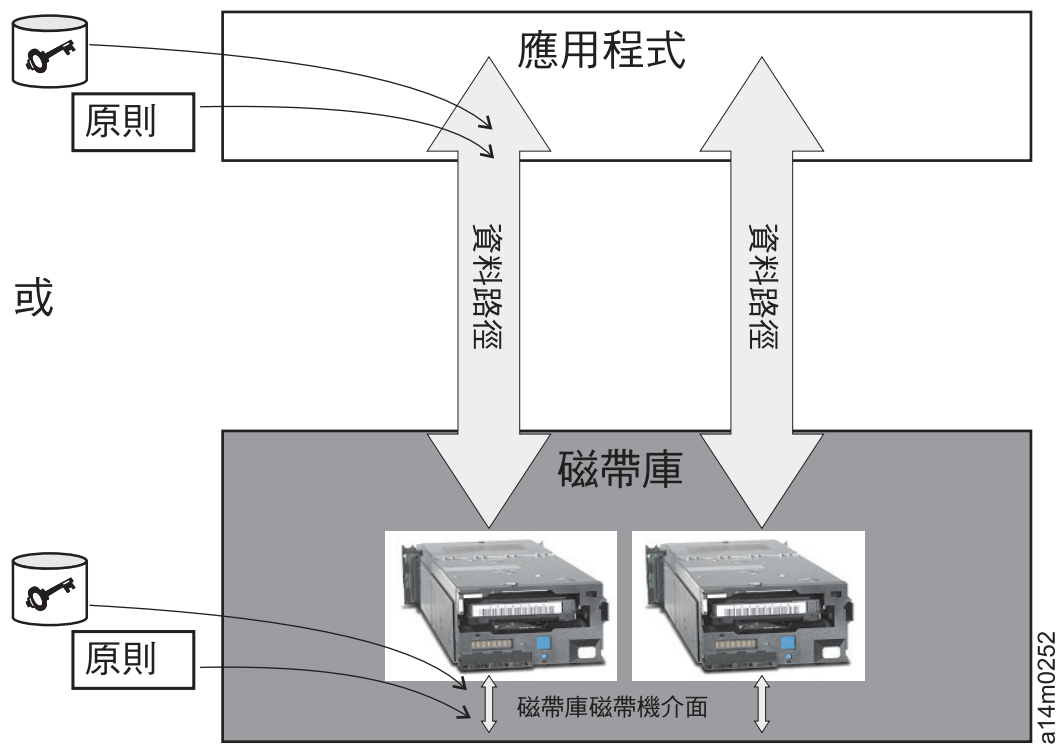 應用程式
原則
資料路徑
資料路徑
或
磁帶庫
原則
磁帶庫磁帶機介面
a14m0252